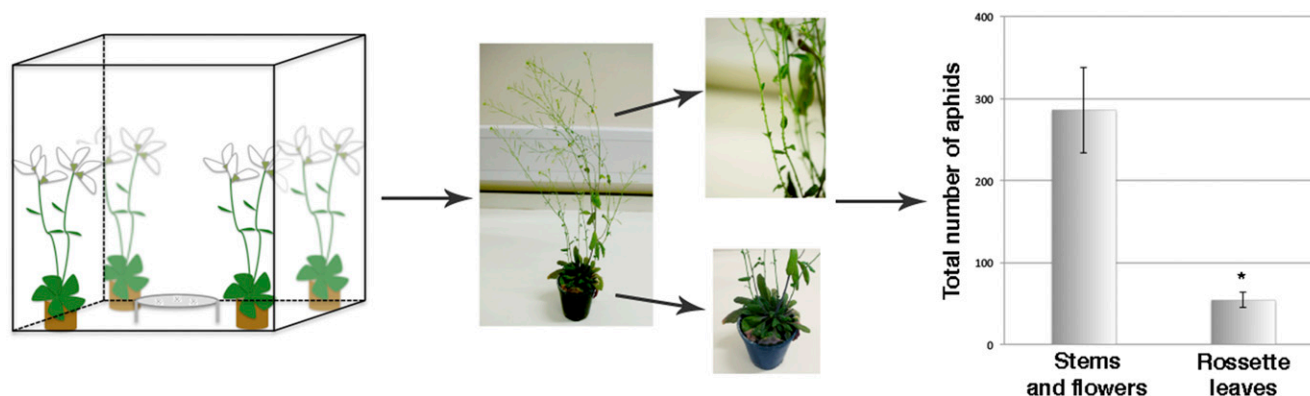 Total number of aphids
400
300
200
100
0
*
Stems
and flowers
Rossette
leaves